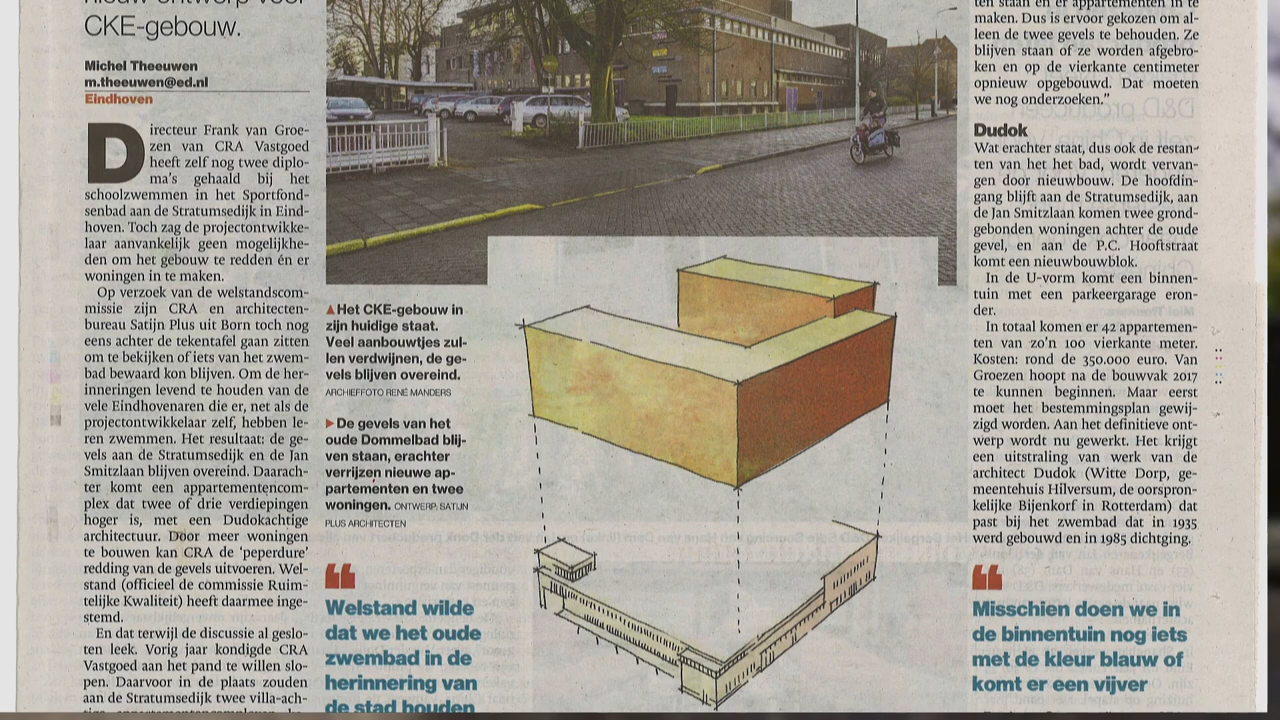 nieuw ontwerp voor
CKE-gebouw.
Michel Theeuwen
m.theeuwen@ed.nl
Eindhoven
Directeur Frank van Groe-
zen van CRA Vastgoed
heeft zelf nog twee diplo-
ma's gehaald bij het
schoolzwemmen in het Sportfond-
senbad aan de Stratumsedijk in Eind-
hoven. Toch zag de projectontwikke-
laar aanvankelijk geen mogelijkhe-
den om het gebouw te redden én er
woningen in te maken.
Op verzoek van de welstandscom-
missie zijn CRA en architecten-
bureau Satijn Plus uit Born toch nog
eens achter de tekentafel gaan zitten
om te bekijken of iets van het zwem-
bad bewaard kon blijven. Om de her-
inneringen levend te houden van de
vele Eindhovenaren die er, net als de
projectontwikkelaar zelf, hebben le-
ren zwemmen. Het resultaat: de ge-
vels aan de Stratumsedijk en de Jan
Smitzlaan blijven overeind. Daarach-
ter komt een appartementencom-
plex dat twee of drie verdiepingen
hoger is, met een Dudokachtige
architectuur. Door meer woningen
te bouwen kan CRA de 'peperdure'
redding van de gevels uitvoeren. Wel-
stand (officieel de commissie Ruim-
telijke Kwaliteit) heeft daarmee inge-
stemd.
En dat terwijl de discussie al geslo-
ten leek. Vorig jaar kondigde CRA
Vastgoed aan het pand te willen slo-
pen. Daarvoor in de plaats zouden
aan de Stratumsedijk twee villa-ach-
▲Het CKE-gebouw in
zijn huidige staat.
Veel aanbouwtjes zul-
len verdwijnen, de ge-
vels blijven overeind.
ARCHIEFFOTO RENÉ MANDERS
▶De gevels van het
oude Dommelbad blij-
ven staan, erachter
verrijzen nieuwe ap-
partementen en twee
woningen. ONTWERP: SATIJN
PLUS ARCHITECTEN
Welstand wilde
dat we het oude
zwembad in de
herinnering van
de stad houden
ten staan en er appartementen in te
maken. Dus is ervoor gekozen om al-
leen de twee gevels te behouden. Ze
blijven staan of ze worden afgebro-
ken en op de vierkante centimeter
opnieuw opgebouwd. Dat moeten
we nog onderzoeken.”
Dudok
Wat erachter staat, dus ook de restan-
ten van het het bad, wordt vervan-
gen door nieuwbouw. De hoofdin-
gang blijft aan de Stratumsedijk, aan
de Jan Smitzlaan komen twee grond-
gebonden woningen achter de oude
gevel, en aan de P.C. Hooftstraat
komt een nieuwbouwblok.
In de U-vorm komt een binnen-
tuin met een parkeergarage eron-
der.
In totaal komen er 42 appartemen-
ten van zo'n 100 vierkante meter.
Kosten: rond de 350.000 euro. Van
Groezen hoopt na de bouwvak 2017
te kunnen beginnen. Maar eerst
moet het bestemmingsplan gewij-
zigd worden. Aan het definitieve ont-
werp wordt nu gewerkt. Het krijgt
een uitstraling van werk van de
architect Dudok (Witte Dorp, ge-
meentehuis Hilversum, de oorspron-
kelijke Bijenkorf in Rotterdam) dat
past bij het zwembad dat in 1935
werd gebouwd en in 1985 dichtging.
Misschien doen we in
de binnentuin nog iets
met de kleur blauw of
komt er een vijver